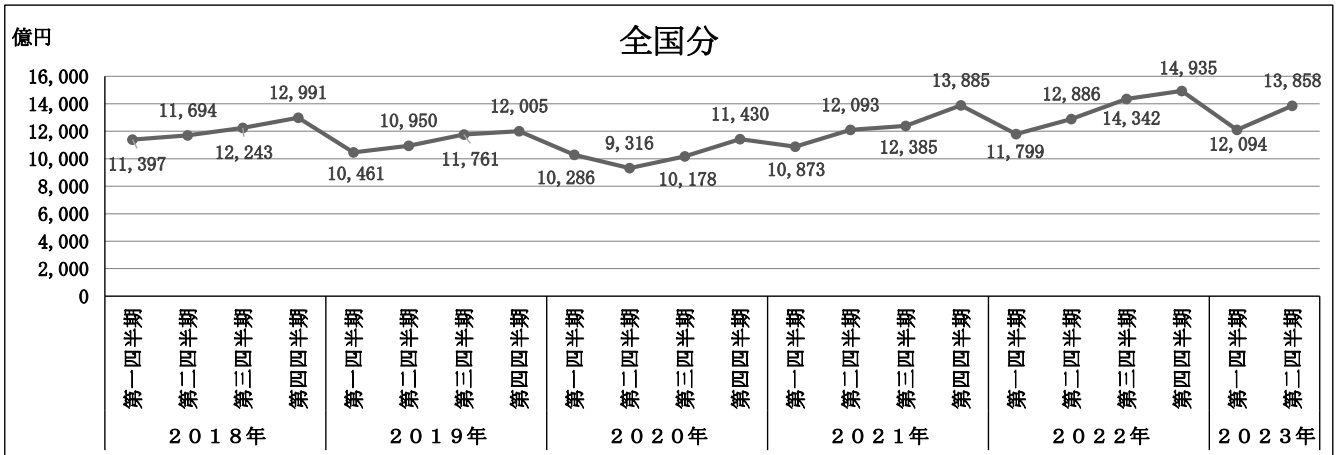 全国分
億円
16,000
14,000
12,000
10,000
8,000
6,000
4,000
2,000
0
11,397
11,694
12,243
12,991
10,461
10,950
11,761
12,005
10,286
9,316
10,178
11,430
10,873
12,093
12,385
13,885
11,799
12,886
14,342
14,935
12,094
13,858
第一四半期
第二四半期
第三四半期
第四四半期
第一四半期
第二四半期
第三四半期
第四四半期
第一四半期
第二四半期
第三四半期
第四四半期
第一四半期
第二四半期
第三四半期
第四四半期
第一四半期
第二四半期
第三四半期
第四四半期
第一四半期
第二四半期
2018年
2019年
2020年
2021年
2022年
2023年